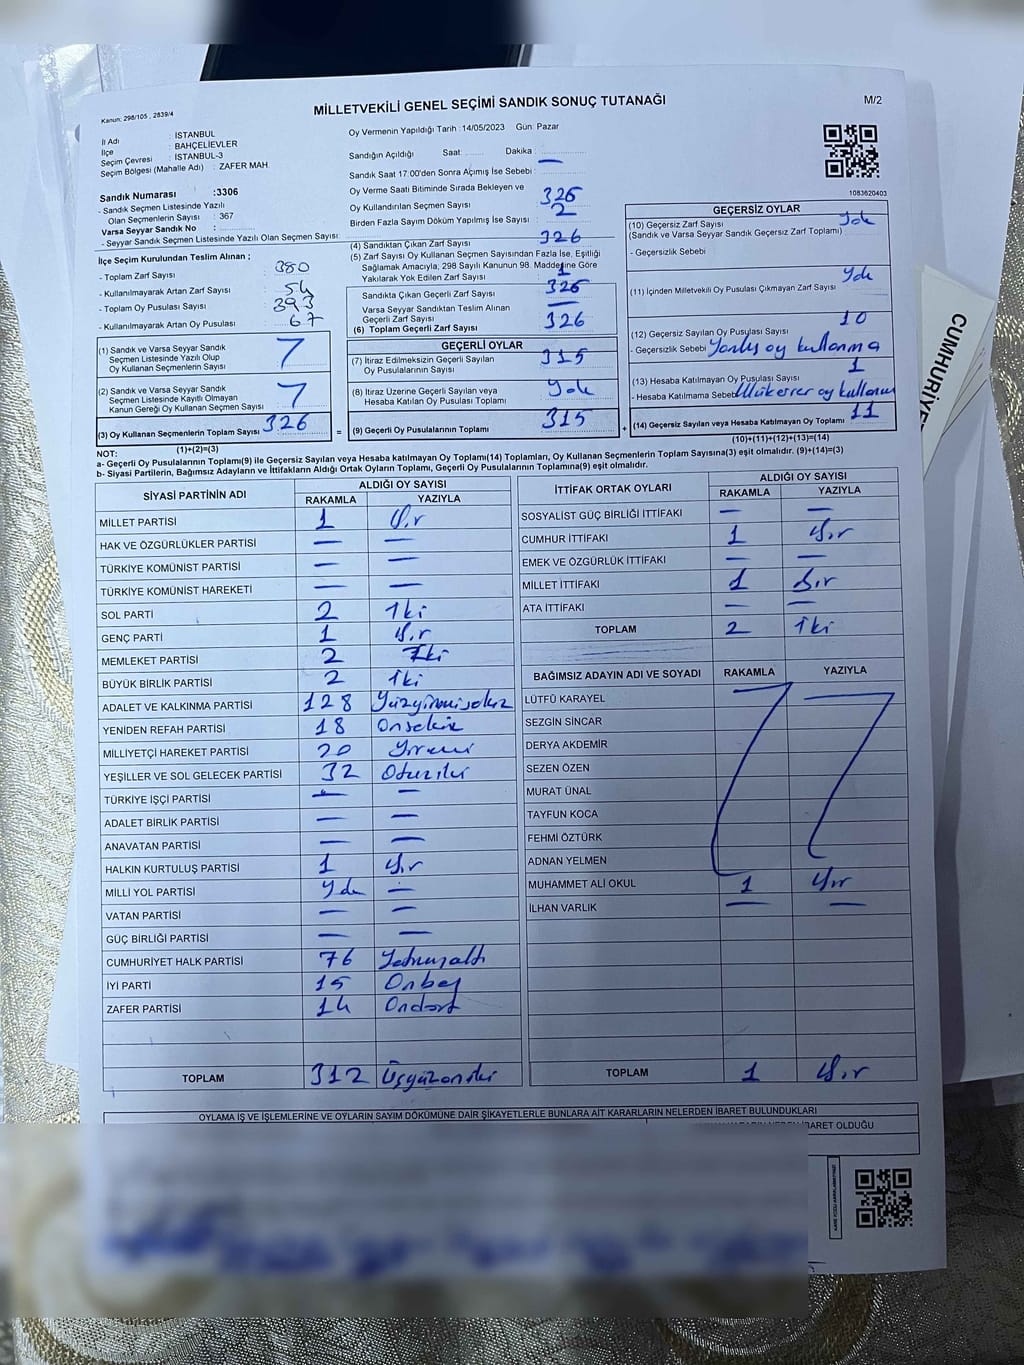 Kanun: 298/105 , 2839/4
MİLLETVEKİLİ GENEL SEÇİMİ SANDIK SONUÇ TUTANAĞI
M/2
İl Adı : İSTANBUL
İlçe : BAHÇELİEVLER
Seçim Çevresi : İSTANBUL-3
Seçim Bölgesi (Mahalle Adı) : ZAFER MAH.
Sandık Numarası :3306
- Sandık Seçmen Listesinde Yazılı
Olan Seçmenlerin Sayısı : 367
Varsa Seyyar Sandık No :
- Seyyar Sandık Seçmen Listesinde Yazılı Olan Seçmen Sayısı:
Oy Vermenin Yapıldığı Tarih :14/05/2023 Gün: Pazar
Sandığın Açıldığı Saat: Dakika :
Sandık Saat 17:00'den Sonra Açılmış İse Sebebi : —
Oy Verme Saati Bitiminde Sırada Bekleyen ve
Oy Kullandırılan Seçmen Sayısı 326
Birden Fazla Sayım Döküm Yapılmış İse Sayısı : 2
1083620403
İlçe Seçim Kurulundan Teslim Alınan ;
- Toplam Zarf Sayısı : 380
- Kullanılmayarak Artan Zarf Sayısı : 54
- Toplam Oy Pusulası Sayısı : 393
- Kullanılmayarak Artan Oy Pusulası : 67
(1) Sandık ve Varsa Seyyar Sandık
Seçmen Listesinde Yazılı Olup
Oy Kullanan Seçmenlerin Sayısı
(2) Sandık ve Varsa Seyyar Sandık
Seçmen Listesinde Kayıtlı Olmayan
Kanun Gereği Oy Kullanan Seçmen Sayısı
(3) Oy Kullanan Seçmenlerin Toplam Sayısı 326
(1)+(2)=(3)
(4) Sandıktan Çıkan Zarf Sayısı 326
(5) Zarf Sayısı Oy Kullanan Seçmen Sayısından Fazla İse, Eşitliği
Sağlamak Amacıyla; 298 Sayılı Kanunun 98. Maddesine Göre
Yakılarak Yok Edilen Zarf Sayısı : 1
Sandıkta Çıkan Geçerli Zarf Sayısı 326
Varsa Seyyar Sandıktan Teslim Alınan
Geçerli Zarf Sayısı —
(6) Toplam Geçerli Zarf Sayısı 326
GEÇERLİ OYLAR
(7) İtiraz Edilmeksizin Geçerli Sayılan
Oy Pusulalarının Sayısı 315
(8) İtiraz Üzerine Geçerli Sayılan veya
Hesaba Katılan Oy Pusulası Toplamı Yok
= (9) Geçerli Oy Pusulalarının Toplamı 315 +
GEÇERSİZ OYLAR
(10) Geçersiz Zarf Sayısı Yok
(Sandık ve Varsa Seyyar Sandık Geçersiz Zarf Toplamı)
- Geçersizlik Sebebi
(11) İçinden Milletvekili Oy Pusulası Çıkmayan Zarf Sayısı Yok
(12) Geçersiz Sayılan Oy Pusulası Sayısı 10
- Geçersizlik Sebebi Yanlış oy kullanma
(13) Hesaba Katılmayan Oy Pusulası Sayısı 1
- Hesaba Katılmama Sebebi Mükerrer oy
(14) Geçersiz Sayılan veya Hesaba Katılmayan Oy Toplamı 11
(10)+(11)+(12)+(13)=(14)
NOT:
a- Geçerli Oy Pusulalarının Toplamı(9) ile Geçersiz Sayılan veya Hesaba katılmayan Oy Toplamı(14) Toplamları, Oy Kullanan Seçmenlerin Toplam Sayısına(3) eşit olmalıdır. (9)+(14)=(3)
b- Siyasi Partilerin, Bağımsız Adayların ve İttifakların Aldığı Ortak Oyların Toplamı, Geçerli Oy Pusulalarının Toplamına(9) eşit olmalıdır.
SİYASİ PARTİNİN ADI ALDIĞI OY SAYISI
RAKAMLA YAZIYLA
MİLLET PARTİSI 1 Bir
HAK VE ÖZGÜRLÜKLER PARTİSİ — —
TÜRKİYE KOMÜNİST PARTİSİ — —
TÜRKİYE KOMÜNİST HAREKETİ — —
SOL PARTİ 2 İki
GENÇ PARTİ 1 Bir
MEMLEKET PARTİSİ 2 İki
BÜYÜK BİRLİK PARTİSİ 2 İki
ADALET VE KALKINMA PARTİSİ 128 Yüzyirmisekiz
YENİDEN REFAH PARTİSİ 18 Onsekiz
MİLLİYETÇİ HAREKET PARTİSİ 20 Yirmi
YEŞİLLER VE SOL GELECEK PARTİSİ 32 Otuziki
TÜRKİYE İŞÇİ PARTİSİ — —
ADALET BİRLİK PARTİSİ — —
ANAVATAN PARTİSİ — —
HALKIN KURTULUŞ PARTİSİ 1 Bir
MİLLİ YOL PARTİSİ Yok —
VATAN PARTİSİ — —
GÜÇ BİRLİĞİ PARTİSİ — —
CUMHURİYET HALK PARTİSİ 76 Yetmişaltı
İYİ PARTİ 15 Onbeş
ZAFER PARTİSİ 14 Ondört
TOPLAM 312 Üçyüzoniki
İTTİFAK ORTAK OYLARI ALDIĞI OY SAYISI
RAKAMLA YAZIYLA
SOSYALİST GÜÇ BİRLİĞİ İTTİFAKI — —
CUMHUR İTTİFAKI 1 Bir
EMEK VE ÖZGÜRLÜK İTTİFAKI — —
MİLLET İTTİFAKI 1 Bir
ATA İTTİFAKI — —
TOPLAM 2 İki
BAĞIMSIZ ADAYIN ADI VE SOYADI RAKAMLA YAZIYLA
LÜTFÜ KARAYEL
SEZGİN SİNCAR
DERYA AKDEMİR
SEZEN ÖZEN
MURAT ÜNAL
TAYFUN KOCA
FEHMİ ÖZTÜRK
ADNAN YELMEN
MUHAMMET ALİ OKUL 1 Bir
İLHAN VARLIK — —
TOPLAM 1 Bir
OYLAMA İŞ VE İŞLEMLERİNE VE OYLARIN SAYIM DÖKÜMÜNE DAİR ŞİKAYETLERLE BUNLARA AİT KARARLARIN NELERDEN İBARET BULUNDUKLARI
İBARET OLDUĞU
CUMHURİYE